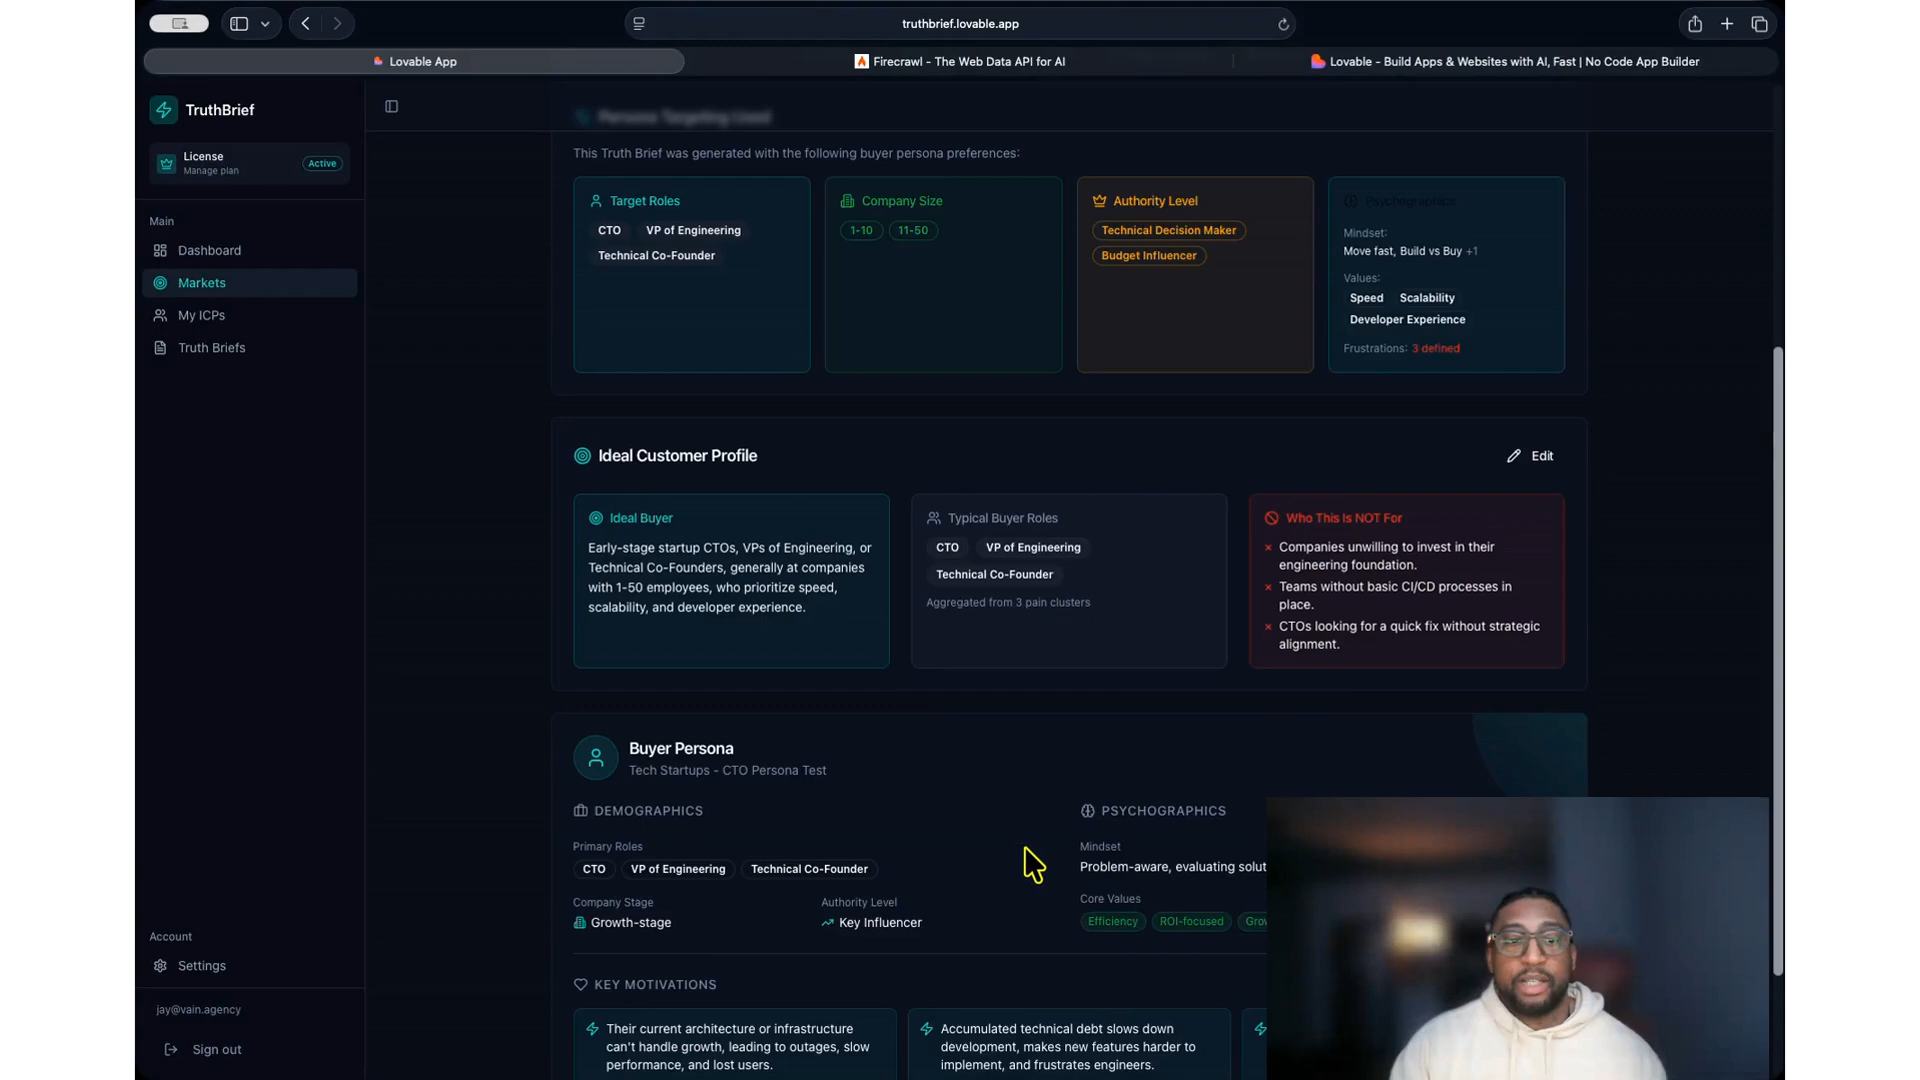 truthbrief.lovable.app
Lovable App
Firecrawl - The Web Data API for AI
Lovable - Build Apps & Websites with AI, Fast | No Code App Builder
TruthBrief
License
Manage plan
Active
Main
Dashboard
Markets
My ICPs
Truth Briefs
Account
Settings
jay@vain.agency
Sign out
Persona Targeting Used
This Truth Brief was generated with the following buyer persona preferences:
Target Roles
CTO VP of Engineering
Technical Co-Founder
Company Size
1-10 11-50
Authority Level
Technical Decision Maker
Budget Influencer
Psychographics
Mindset:
Move fast, Build vs Buy +1
Values:
Speed Scalability
Developer Experience
Frustrations: 3 defined
Ideal Customer Profile
Edit
Ideal Buyer
Early-stage startup CTOs, VPs of Engineering, or
Technical Co-Founders, generally at companies
with 1-50 employees, who prioritize speed,
scalability, and developer experience.
Typical Buyer Roles
CTO VP of Engineering
Technical Co-Founder
Aggregated from 3 pain clusters
Who This Is NOT For
× Companies unwilling to invest in their
engineering foundation.
× Teams without basic CI/CD processes in
place.
× CTOs looking for a quick fix without strategic
alignment.
Buyer Persona
Tech Startups - CTO Persona Test
DEMOGRAPHICS
Primary Roles
CTO VP of Engineering Technical Co-Founder
Company Stage
Growth-stage
Authority Level
Key Influencer
PSYCHOGRAPHICS
Mindset
Problem-aware, evaluating solut
Core Values
Efficiency ROI-focused Grow
KEY MOTIVATIONS
Their current architecture or infrastructure
can't handle growth, leading to outages, slow
performance, and lost users.
Accumulated technical debt slows down
development, makes new features harder to
implement, and frustrates engineers.